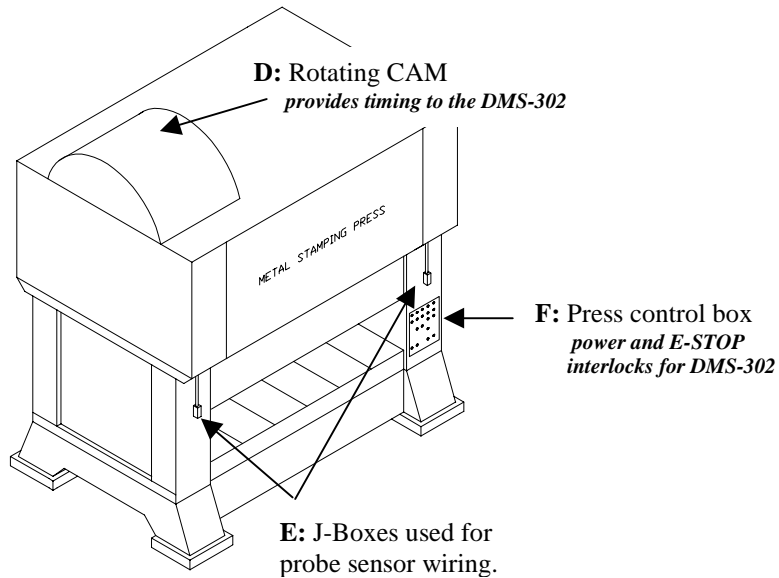 D: Rotating CAM
provides timing to the DMS-302
METAL STAMPING PRESS
F: Press control box
power and E-STOP
interlocks for DMS-302
E: J-Boxes used for
probe sensor wiring.